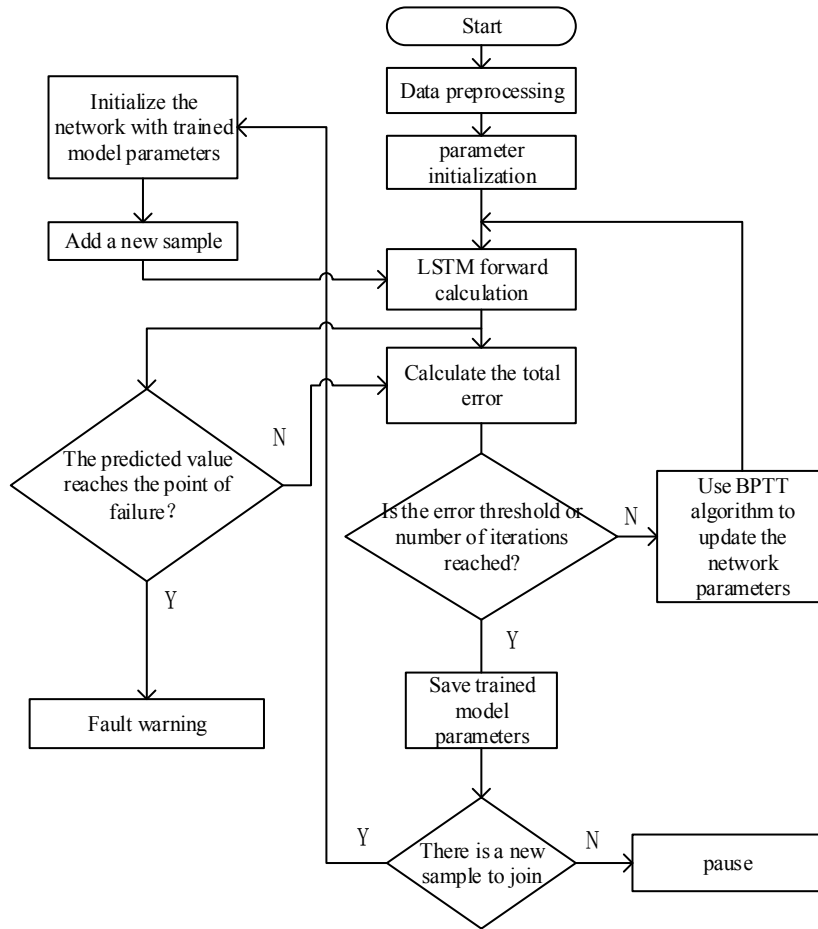 Start
Data preprocessing
parameter
initialization
Initialize the
network with trained
model parameters
Add a new sample
LSTM forward
calculation
Calculate the total
error
N
The predicted value
reaches the point of
failure?
Y
Fault warning
Is the error threshold or
number of iterations
reached?
N
Use BPTT
algorithm to
update the
network
parameters
Y
Save trained
model
parameters
Y
There is a new
sample to join
N
pause